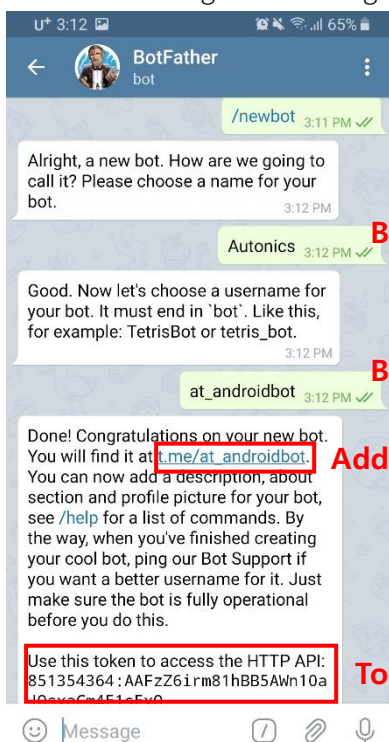 U⁺ 3:12 65%
BotFather
bot
/newbot 3:11 PM
Alright, a new bot. How are we going to
call it? Please choose a name for your
bot.
3:12 PM
B
Autonics 3:12 PM
Good. Now let's choose a username for
your bot. It must end in `bot`. Like this,
for example: TetrisBot or tetris_bot.
3:12 PM
B
at_androidbot 3:12 PM
Done! Congratulations on your new bot.
You will find it at t.me/at_androidbot. Add
You can now add a description, about
section and profile picture for your bot,
see /help for a list of commands. By
the way, when you've finished creating
your cool bot, ping our Bot Support if
you want a better username for it. Just
make sure the bot is fully operational
before you do this.
Use this token to access the HTTP API:
851354364:AAFzZ6irm81hBB5AWn10a To
Message